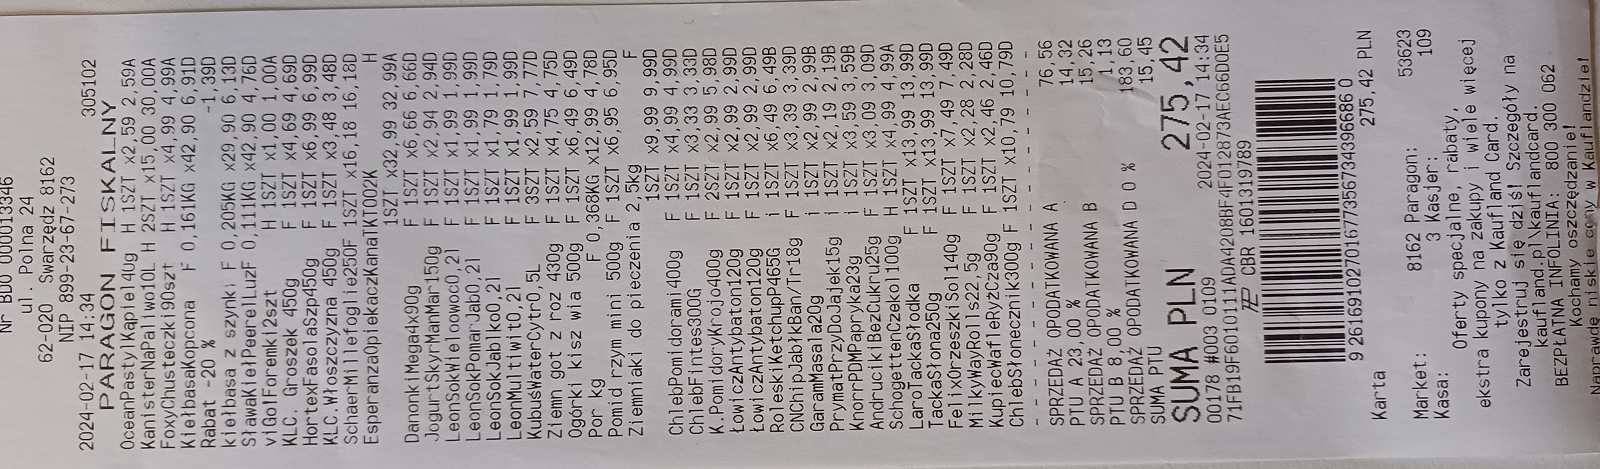 Nr BDO 000013346
ul. Polna 24
62-020 Swarzędz 8162
NIP 899-23-67-273
2024-02-17 14:34 305102
PARAGON FISKALNY
OceanPastylKąpiel40g H 1SZT x2,59 2,59A
KanisterNaPaliwo10L H 2SZT x15,00 30,00A
FoxyChusteczki90szt H 1SZT x4,99 4,99A
KiełbasaKopcona F 0,161KG x42,90 6,91D
Rabat -20 % -1,39D
kiełbasa z szynki F 0,205KG x29,90 6,13D
SławaKiePeperelLuzF 0,111KG x42,90 4,76D
viGolForemki2szt H 1SZT x1,00 1,00A
KLC. Groszek 450g F 1SZT x4,69 4,69D
HortexFasolaSzp450g F 1SZT x6,99 6,99D
KLC.Włoszczyzna 450g F 1SZT x3,48 3,48D
SchaerMillefoglie250F 1SZT x16,18 16,18D
EsperanzaOpiekaczKanaTKT002K H
1SZT x32,99 32,99A
DanonkiMega4x90g F 1SZT x6,66 6,66D
JogurtSkyrManMar150g F 1SZT x2,94 2,94D
LeonSokWieloowoc0,2l F 1SZT x1,99 1,99D
LeonSokPomarJab0,2l F 1SZT x1,99 1,99D
LeonSokJabłko0,2l F 1SZT x1,79 1,79D
LeonMultiwit0,2l F 1SZT x1,99 1,99D
KubuśWaterCytr0,5L F 3SZT x2,59 7,77D
Ziemn got z roz 430g F 1SZT x4,75 4,75D
Ogórki kisz wia 500g F 1SZT x6,49 6,49D
Por kg F 0,368KG x12,99 4,78D
Pomid rzym mini 500g F 1SZT x6,95 6,95D
Ziemniaki do pieczenia 2,5kg F
1SZT x9,99 9,99D
ChlebPomidorami400g F 1SZT x4,99 4,99D
ChlebFintes300G F 1SZT x3,33 3,33D
K.PomidoryKrojo400g F 2SZT x2,99 5,98D
ŁowiczAntybaton120g F 1SZT x2,99 2,99D
ŁowiczAntybaton120g F 1SZT x2,99 2,99D
RoleskiKetchupP465G i 1SZT x6,49 6,49B
CNChipJabłkBan/Tr18g F 1SZT x3,39 3,39D
GaramMasala20g i 1SZT x2,99 2,99B
PrymatPrzyDoJajek15g i 1SZT x2,19 2,19B
KnorrPDMPapryka23g i 1SZT x3,59 3,59B
AndrutkiBezCukru25g F 1SZT x3,09 3,09D
SchogettenCzekol100g H 1SZT x4,99 4,99A
LaroTackaSłodka F 1SZT x13,99 13,99D
TackaSłona250g F 1SZT x13,99 13,99D
FelixOrzeszkiSol140g F 1SZT x7,49 7,49D
MilkyWayRolls22,5g F 1SZT x2,28 2,28D
KupiecWafleRyżCza90g F 1SZT x2,46 2,46D
ChlebSłonecznik300g F 1SZT x10,79 10,79D
SPRZEDAŻ OPODATKOWANA A 76,56
PTU A 23,00 % 14,32
SPRZEDAŻ OPODATKOWANA B 15,26
PTU B 8,00 % 1,13
SPRZEDAŻ OPODATKOWANA D 0 % 183,60
SUMA PTU 15,45
SUMA PLN 275,42
00178 #003 0109 2024-02-17 14:34
71FB19F6010111ADA4208BF4F012873AEC66D0E5
CBR 1601319789
9 261691027016773567343966860
Karta 275,42 PLN
Market: 8162 Paragon: 53623
Kasa: 3 Kasjer: 109
Oferty specjalne, rabaty,
ekstra kupony na zakupy i wiele więcej
tylko z Kaufland Card.
Zarejestruj się dziś! Szczegóły na
kaufland.pl\kauflandcard.
BEZPŁATNA INFOLINIA: 800 300 062
Kochamy oszczędzanie!
Naprawdę niskie ceny w Kauflandzie!